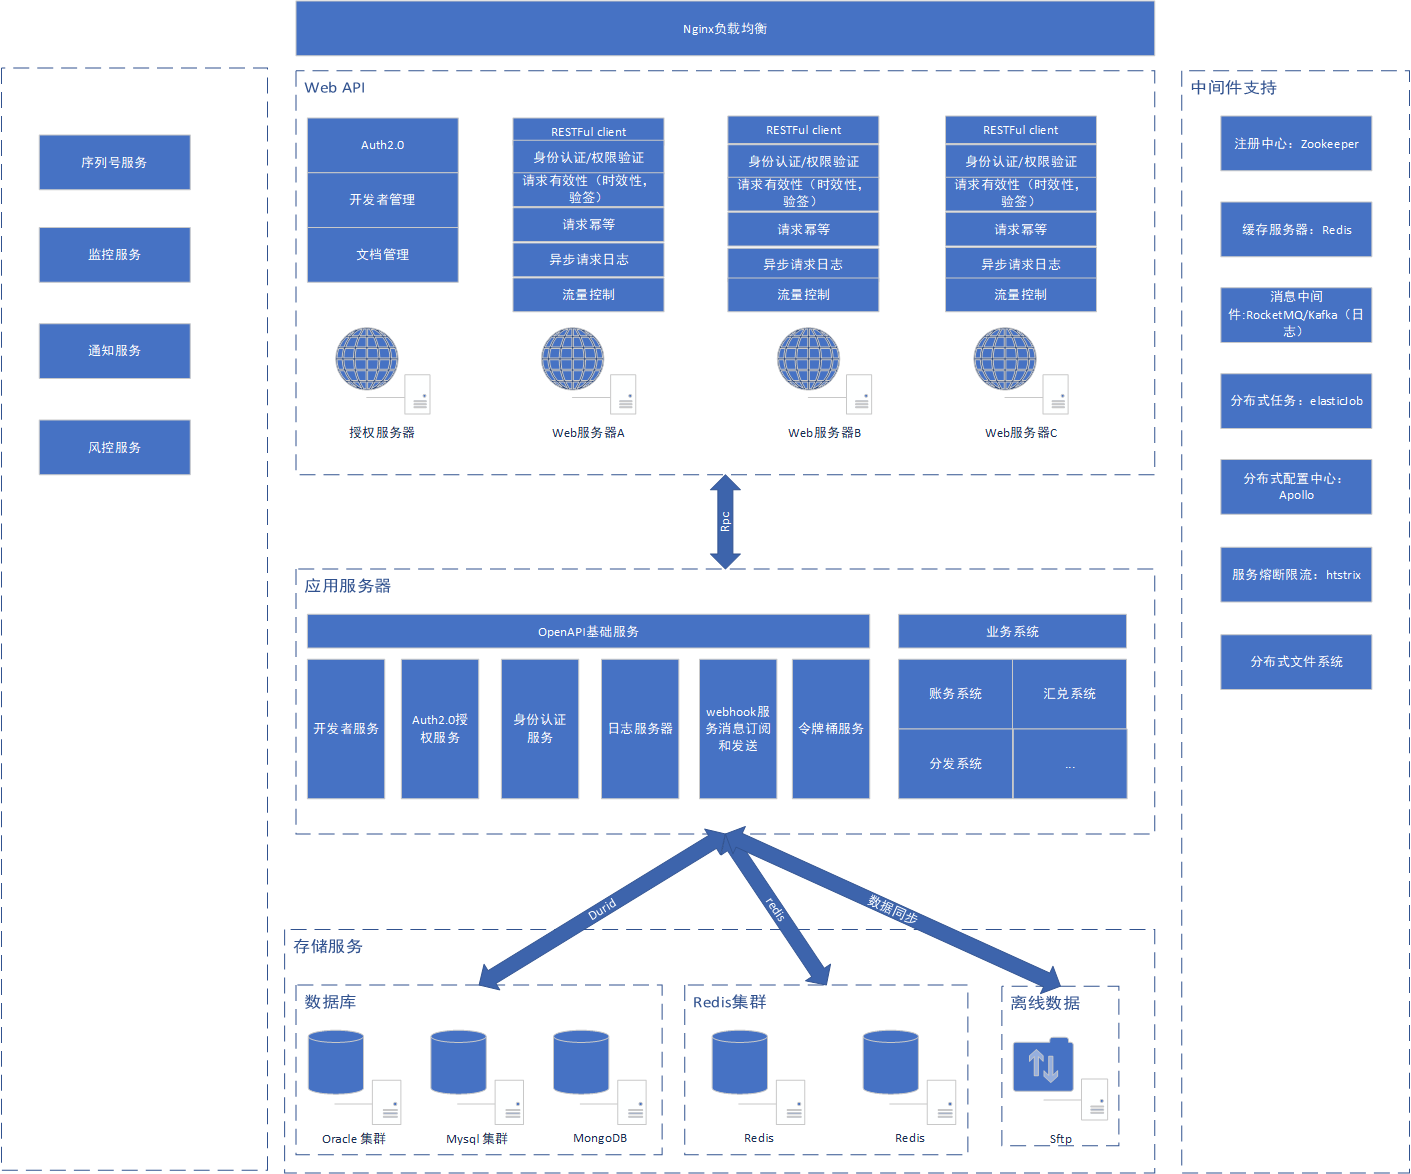 Nginx负载均衡
序列号服务
监控服务
通知服务
风控服务
Web API
Auth2.0
开发者管理
文档管理
授权服务器
RESTFul client
身份认证/权限验证
请求有效性（时效性，
验签）
请求幂等
异步请求日志
流量控制
Web服务器A
RESTFul client
身份认证/权限验证
请求有效性（时效性，
验签）
请求幂等
异步请求日志
流量控制
Web服务器B
RESTFul client
身份认证/权限验证
请求有效性（时效性，
验签）
请求幂等
异步请求日志
流量控制
Web服务器C
Rpc
应用服务器
OpenAPI基础服务
开发者服务
Auth2.0授
权服务
身份认证
服务
日志服务器
webhook服
务消息订阅
和发送
令牌桶服务
业务系统
账务系统
汇兑系统
分发系统
...
Durid
redis
数据同步
存储服务
数据库
Oracle 集群
Mysql 集群
MongoDB
Redis集群
Redis
Redis
离线数据
Sftp
中间件支持
注册中心：Zookeeper
缓存服务器：Redis
消息中间
件:RocketMQ/Kafka（日
志）
分布式任务：elasticJob
分布式配置中心：
Apollo
服务熔断限流：htstrix
分布式文件系统